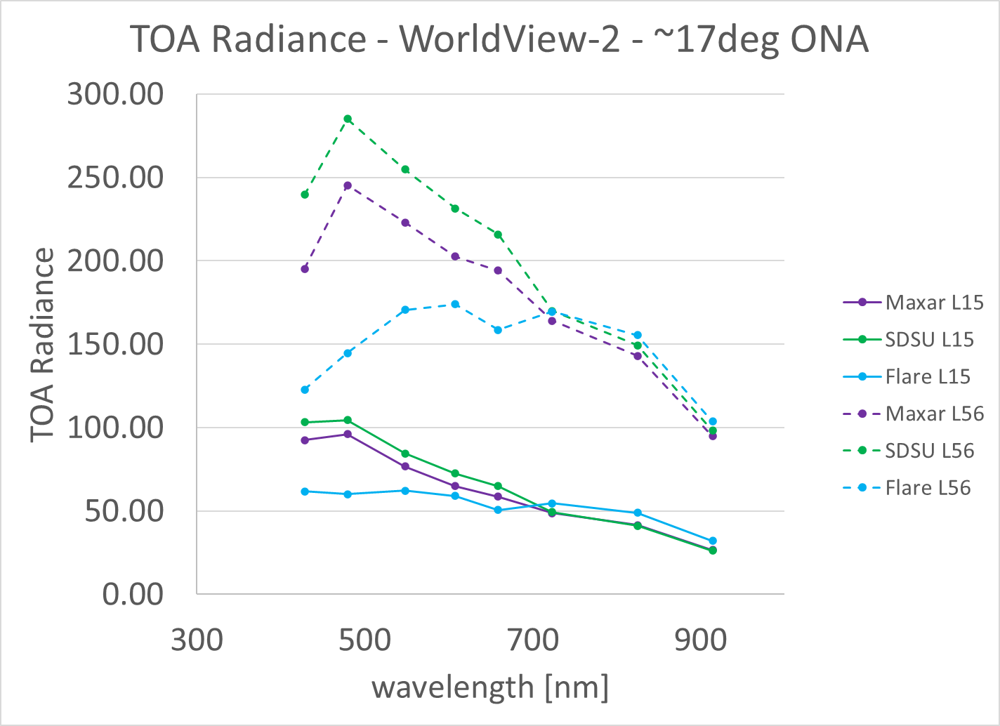 TOA Radiance - WorldView-2 - ~17deg ONA
300.00
250.00
200.00
150.00
100.00
50.00
0.00
TOA Radiance
300 500 700 900
wavelength [nm]
Maxar L15
SDSU L15
Flare L15
Maxar L56
SDSU L56
Flare L56